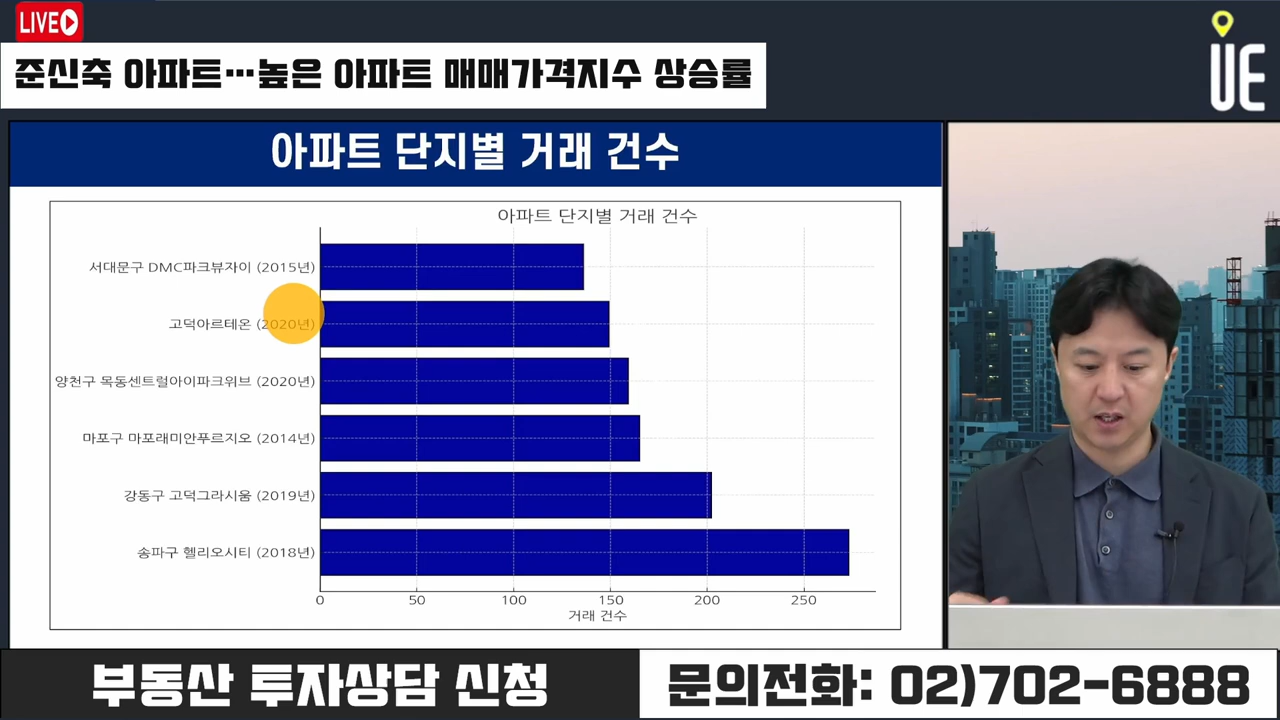 LIVE
준신축 아파트…높은 아파트 매매가격지수 상승률
UE
아파트 단지별 거래 건수
아파트 단지별 거래 건수
서대문구 DMC파크뷰자이 (2015년)
고덕아르테온 (2020년)
양천구 목동센트럴아이파크위브 (2020년)
마포구 마포래미안푸르지오 (2014년)
강동구 고덕그라시움 (2019년)
송파구 헬리오시티 (2018년)
0 50 100 150 200 250
거래 건수
부동산 투자상담 신청
문의전화: 02)702-6888